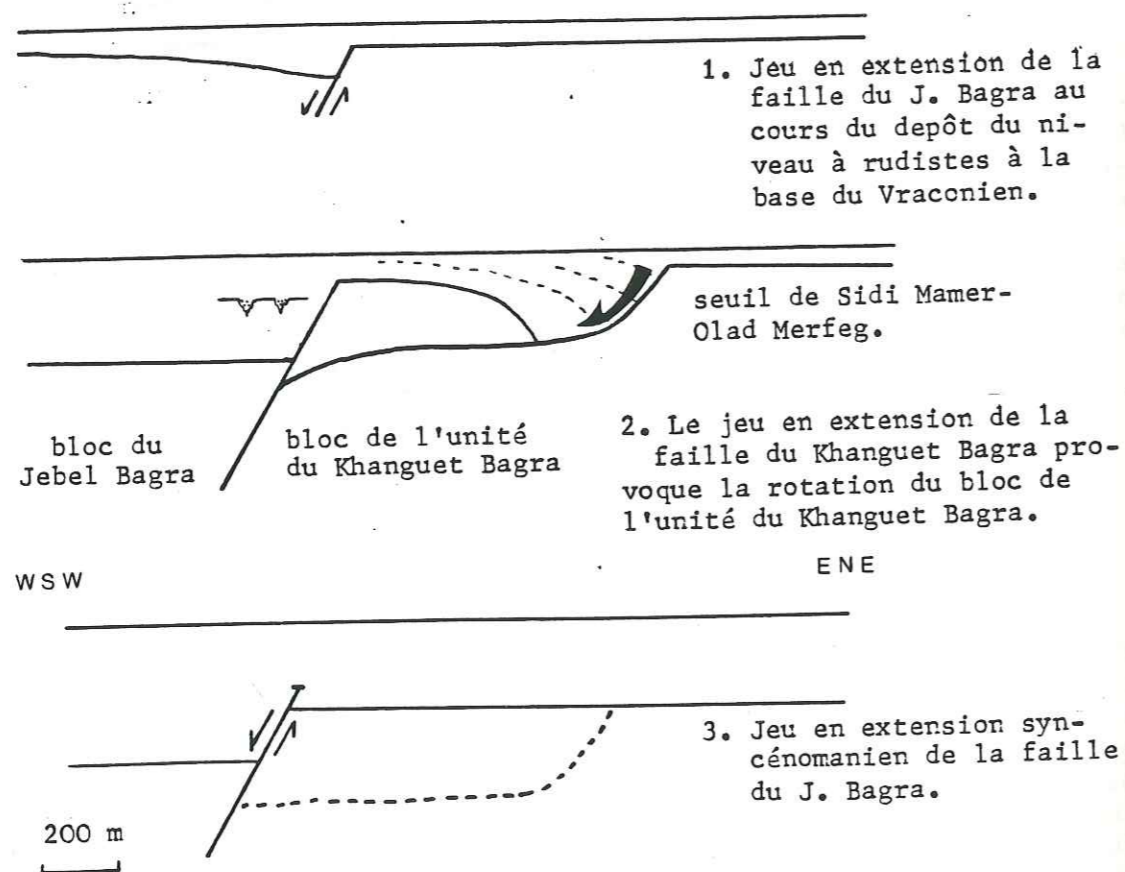 1. Jeu en extension de la
faille du J. Bagra au
cours du depôt du ni-
veau à rudistes à la
base du Vraconien.
seuil de Sidi Mamer-
Olad Merfeg.
bloc du
Jebel Bagra
bloc de l'unité
du Khanguet Bagra
2. Le jeu en extension de la
faille du Khanguet Bagra pro-
voque la rotation du bloc de
l'unité du Khanguet Bagra.
WSW
ENE
3. Jeu en extension syn-
cénomanien de la faille
du J. Bagra.
200 m